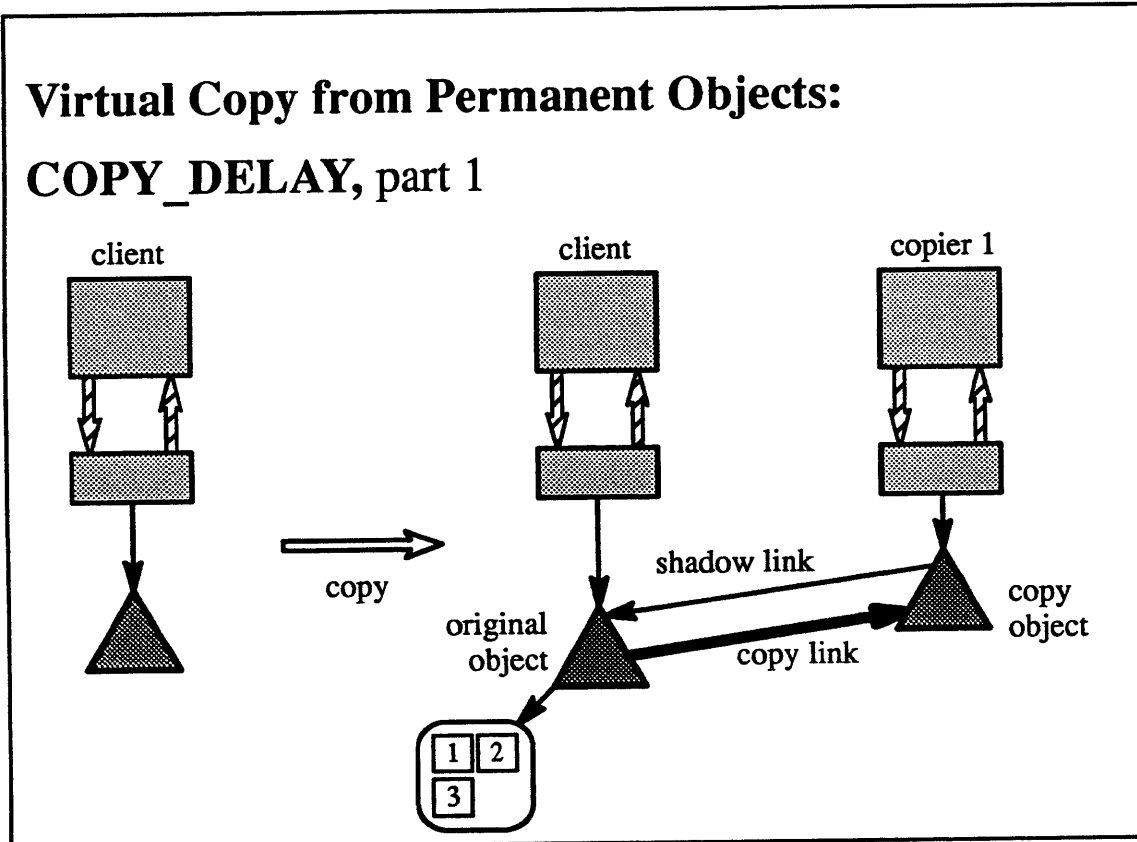 Virtual Copy from Permanent Objects:
COPY_DELAY, part 1
client
client
copier 1
copy
shadow link
original
object
copy link
copy
object
1 2
3